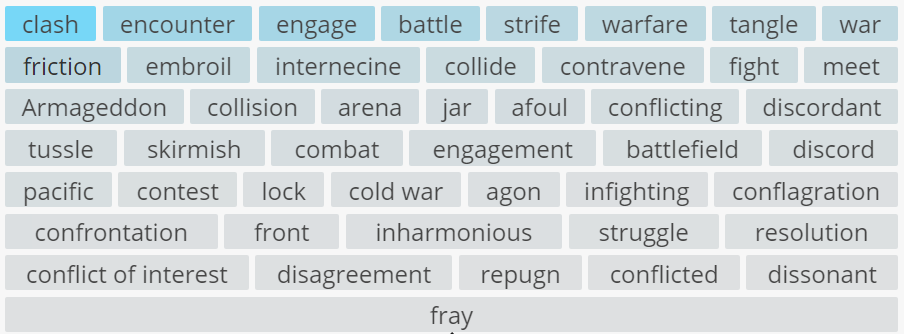 clash encounter engage battle strife warfare tangle war
friction embroil internecine collide contravene fight meet
Armageddon collision arena jar afoul conflicting discordant
tussle skirmish combat engagement battlefield discord
pacific contest lock cold war agon infighting conflagration
confrontation front inharmonious struggle resolution
conflict of interest disagreement repugn conflicted dissonant
fray